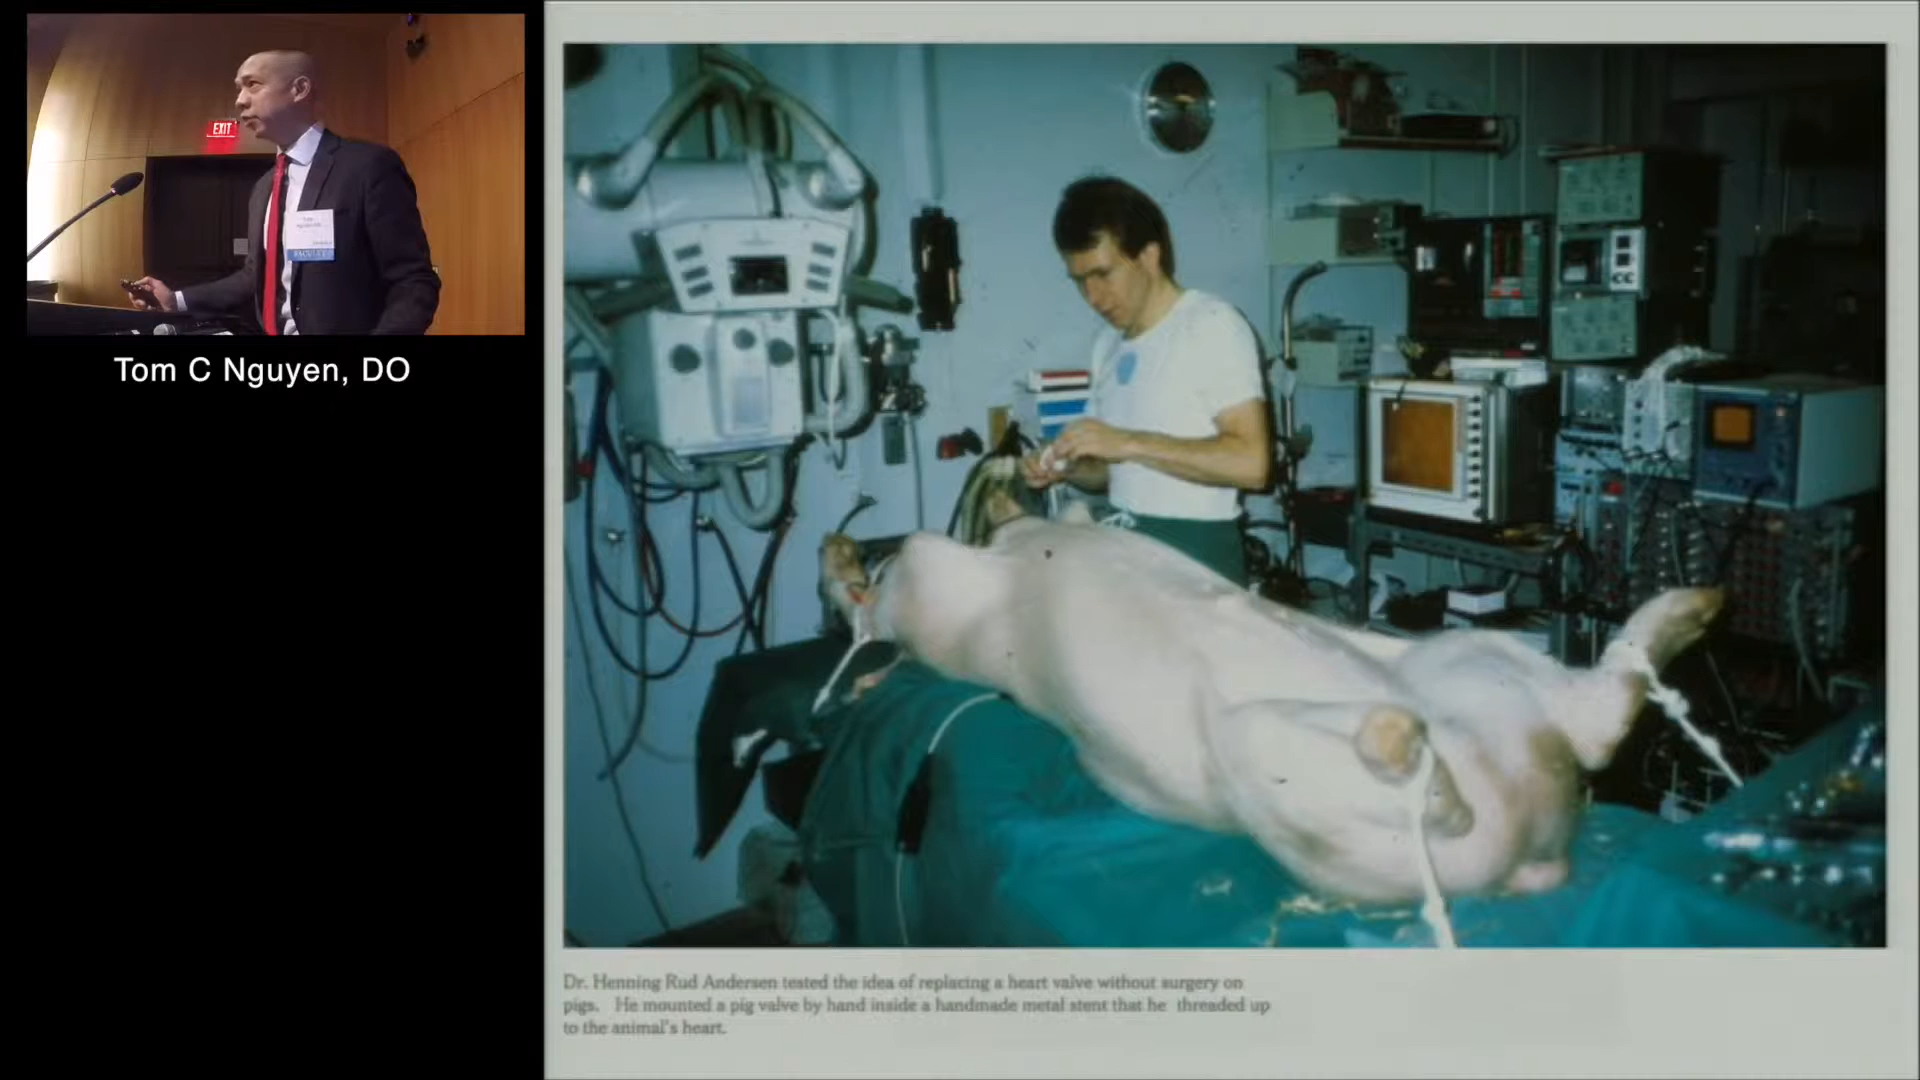 EXIT
FACULTY
Tom C Nguyen, DO
Dr. Henning Rud Andersen tested the idea of replacing a heart valve without surgery on
pigs. He mounted a pig valve by hand inside a handmade metal stent that he threaded up
to the animal's heart.